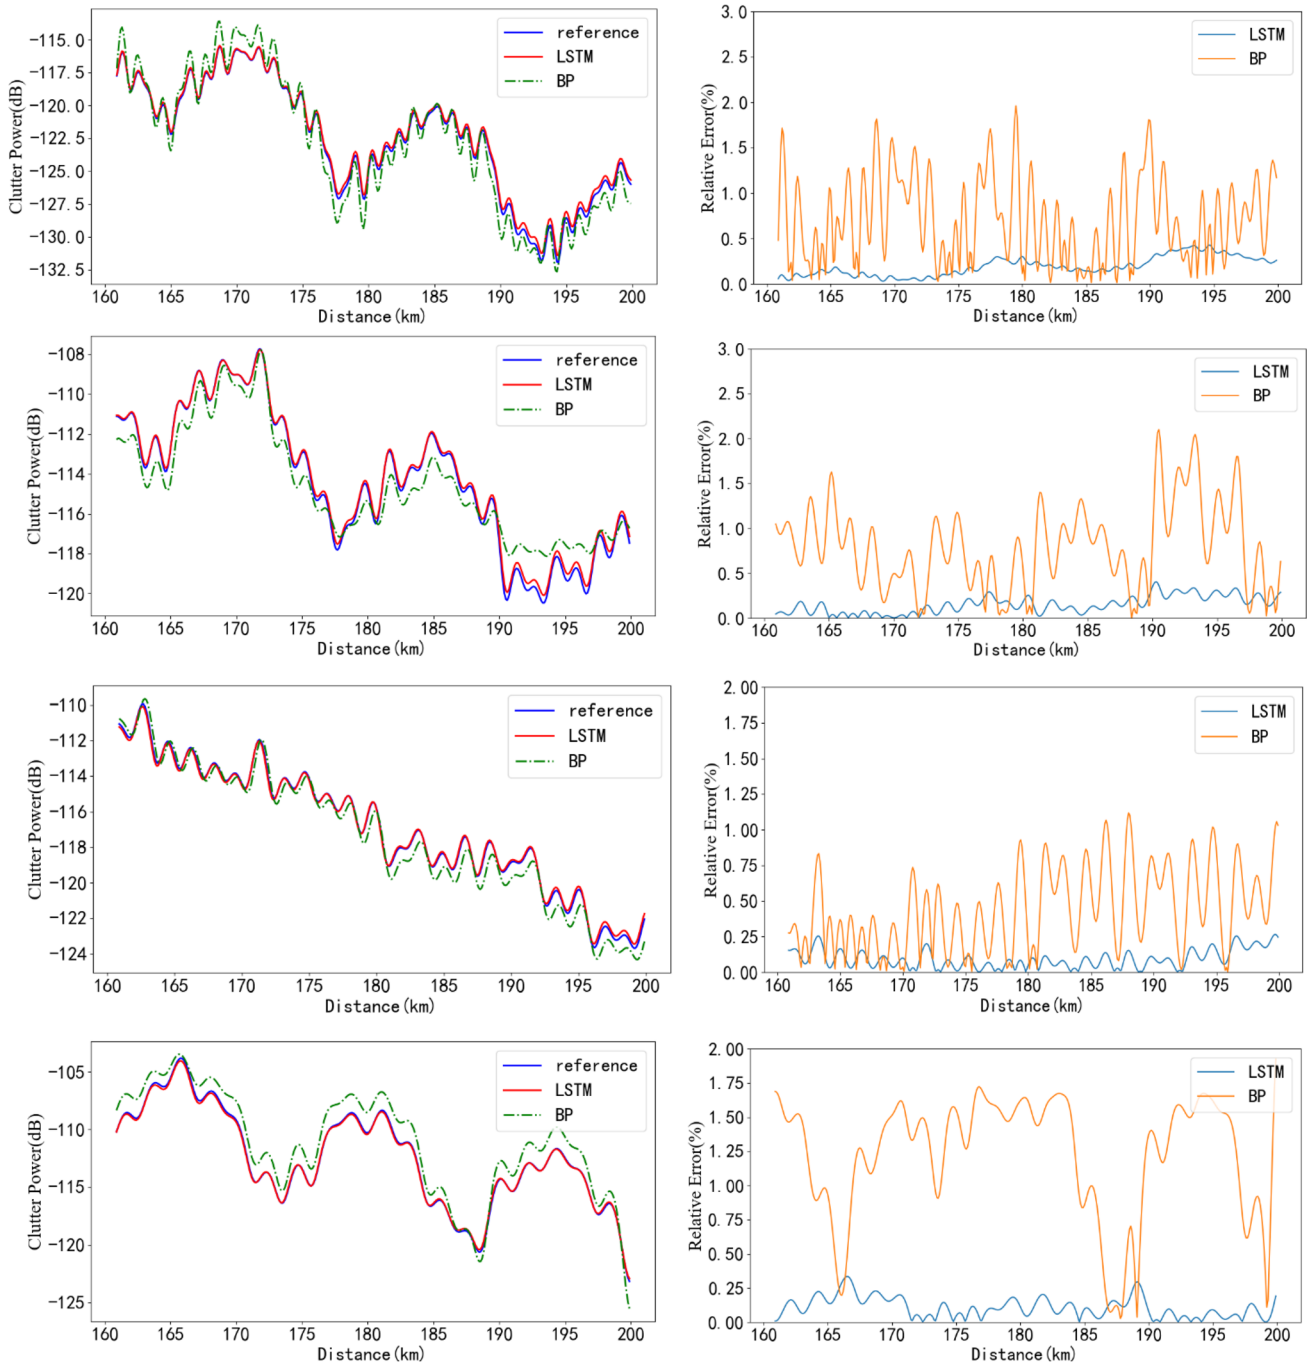 −115.0
−117.5
−120.0
−122.5
−125.0
−127.5
−130.0
−132.5
Clutter Power(dB)
160 165 170 175 180 185 190 195 200
Distance(km)
reference
LSTM
BP
3.0
2.5
2.0
1.5
1.0
0.5
0.0
Relative Error(%)
160 165 170 175 180 185 190 195 200
Distance(km)
LSTM
BP
−108
−110
−112
−114
−116
−118
−120
Clutter Power(dB)
160 165 170 175 180 185 190 195 200
Distance(km)
reference
LSTM
BP
3.0
2.5
2.0
1.5
1.0
0.5
0.0
Relative Error(%)
160 165 170 175 180 185 190 195 200
Distance(km)
LSTM
BP
−110
−112
−114
−116
−118
−120
−122
−124
Clutter Power(dB)
160 165 170 175 180 185 190 195 200
Distance(km)
reference
LSTM
BP
2.00
1.75
1.50
1.25
1.00
0.75
0.50
0.25
0.00
Relative Error(%)
160 165 170 175 180 185 190 195 200
Distance(km)
LSTM
BP
−105
−110
−115
−120
−125
Clutter Power(dB)
160 165 170 175 180 185 190 195 200
Distance(km)
reference
LSTM
BP
2.00
1.75
1.50
1.25
1.00
0.75
0.50
0.25
0.00
Relative Error(%)
160 165 170 175 180 185 190 195 200
Distance(km)
LSTM
BP